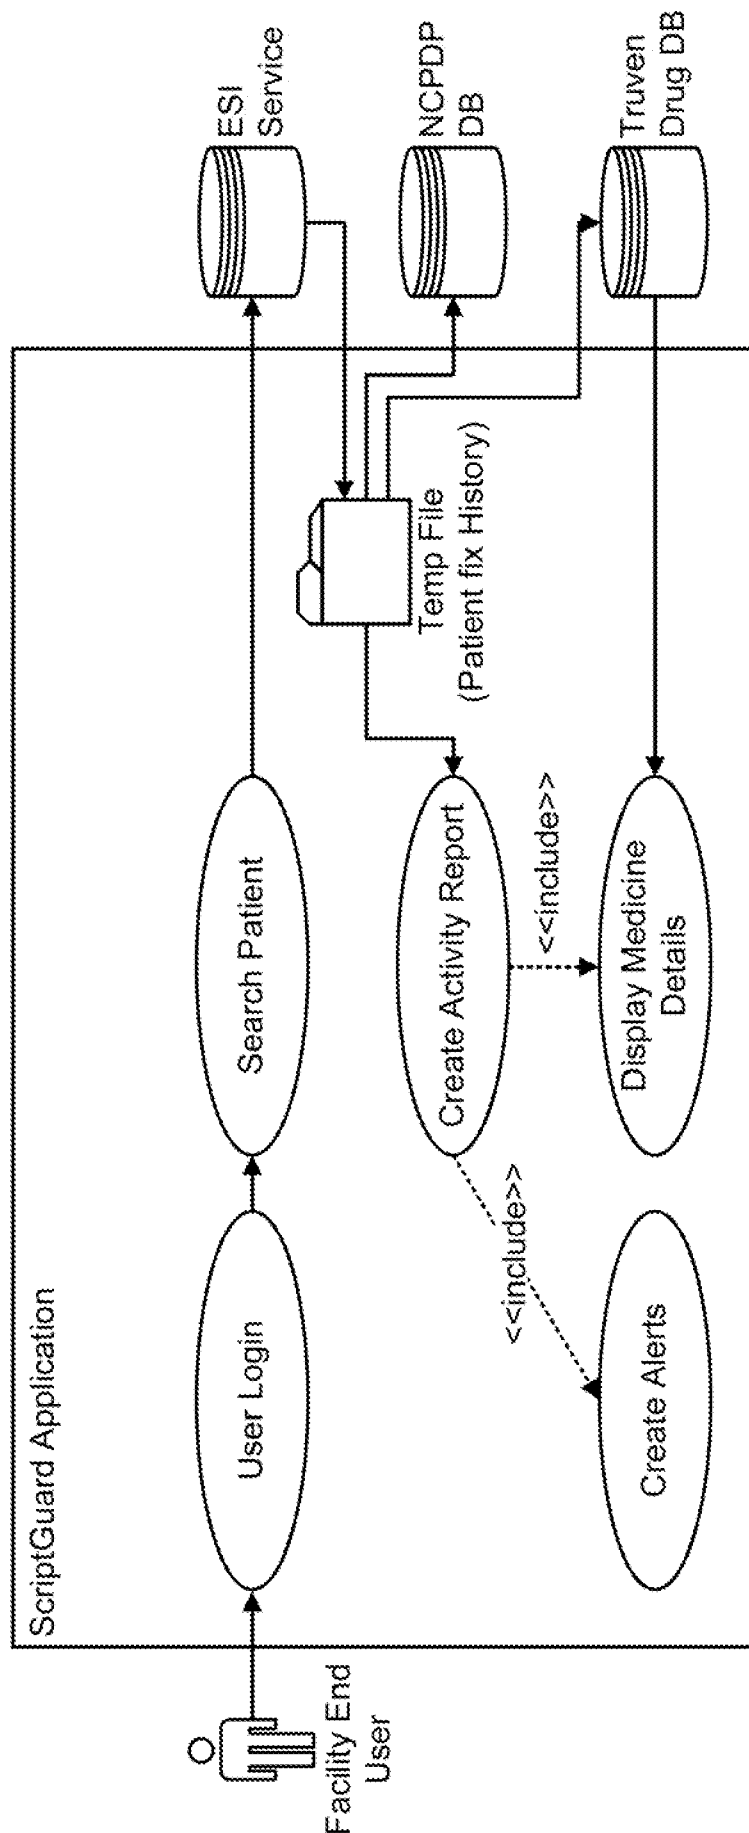 ScriptGuard Application
Facility End
User
User Login
Search Patient
ESI
Service
Temp File
(Patient fix History)
NCPDP
DB
Create Activity Report
<<include>>
<<include>>
Create Alerts
Display Medicine
Details
Truven
Drug DB